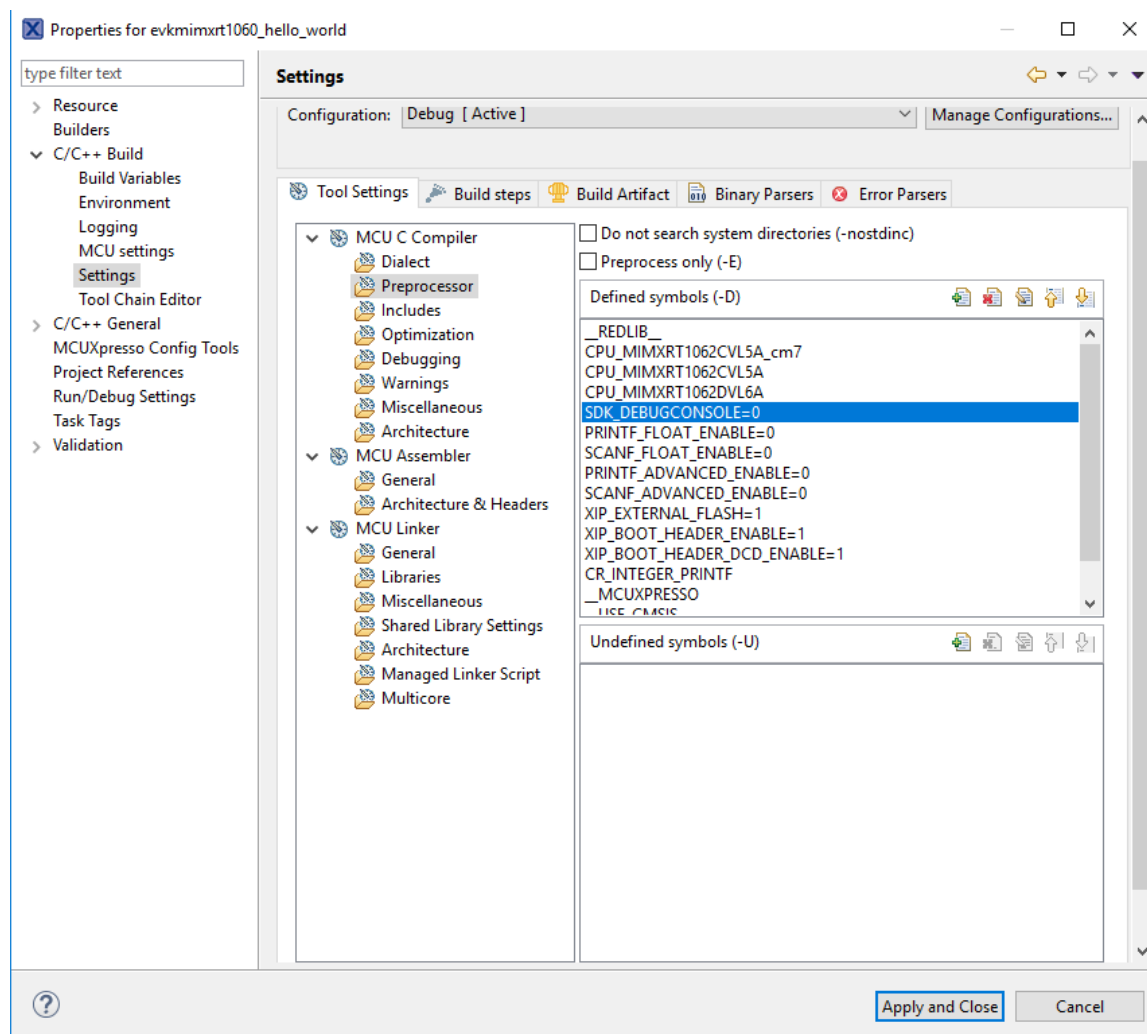 Properties for evkmimxrt1060_hello_world
type filter text
Resource
Builders
C/C++ Build
Build Variables
Environment
Logging
MCU settings
Settings
Tool Chain Editor
C/C++ General
MCUXpresso Config Tools
Project References
Run/Debug Settings
Task Tags
Validation
Settings
Configuration: Debug [ Active ] Manage Configurations...
Tool Settings Build steps Build Artifact Binary Parsers Error Parsers
MCU C Compiler
Dialect
Preprocessor
Includes
Optimization
Debugging
Warnings
Miscellaneous
Architecture
MCU Assembler
General
Architecture & Headers
MCU Linker
General
Libraries
Miscellaneous
Shared Library Settings
Architecture
Managed Linker Script
Multicore
Do not search system directories (-nostdinc)
Preprocess only (-E)
Defined symbols (-D)
__REDLIB__
CPU_MIMXRT1062CVL5A_cm7
CPU_MIMXRT1062CVL5A
CPU_MIMXRT1062DVL6A
SDK_DEBUGCONSOLE=0
PRINTF_FLOAT_ENABLE=0
SCANF_FLOAT_ENABLE=0
PRINTF_ADVANCED_ENABLE=0
SCANF_ADVANCED_ENABLE=0
XIP_EXTERNAL_FLASH=1
XIP_BOOT_HEADER_ENABLE=1
XIP_BOOT_HEADER_DCD_ENABLE=1
CR_INTEGER_PRINTF
__MCUXPRESSO
__USE_CMSIS
Undefined symbols (-U)
Apply and Close Cancel